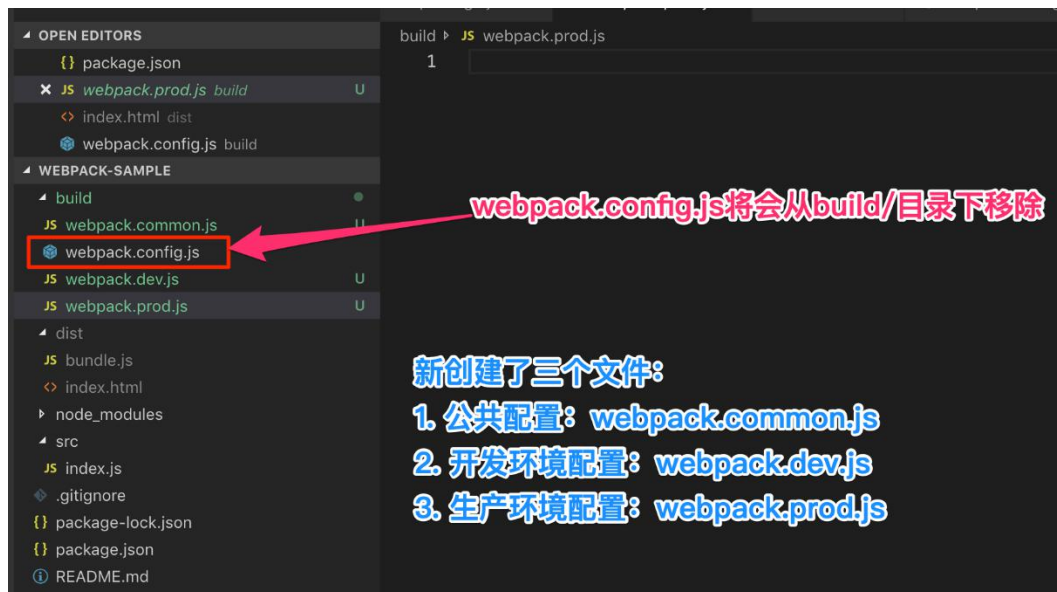 OPEN EDITORS
{} package.json
JS webpack.prod.js build U
<> index.html dist
webpack.config.js build
WEBPACK-SAMPLE
build
JS webpack.common.js U
webpack.config.js
JS webpack.dev.js U
JS webpack.prod.js U
dist
JS bundle.js
<> index.html
node_modules
src
JS index.js
.gitignore
{} package-lock.json
{} package.json
README.md
build JS webpack.prod.js
1
webpack.config.js将会从build/目录下移除
新创建了三个文件：
1. 公共配置：webpack.common.js
2. 开发环境配置：webpack.dev.js
3. 生产环境配置：webpack.prod.js